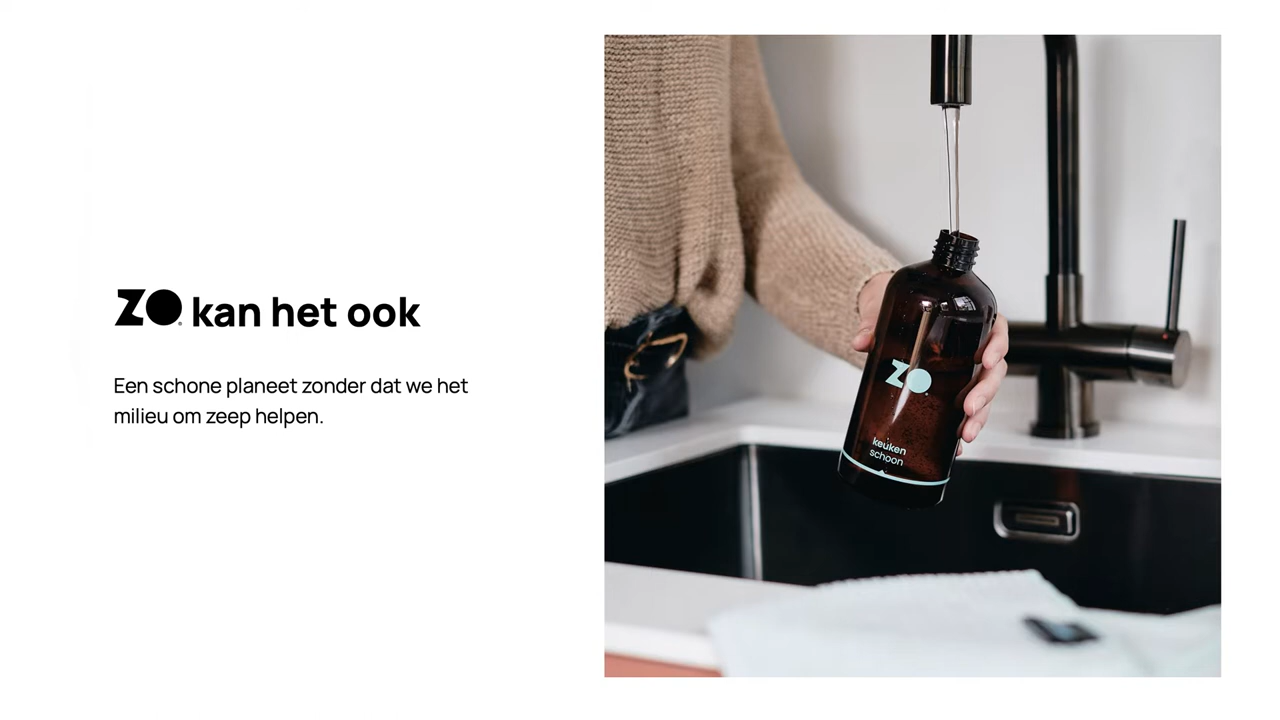 ZO kan het ook
Een schone planeet zonder dat we het
milieu om zeep helpen.
ZO
keuken
schoon